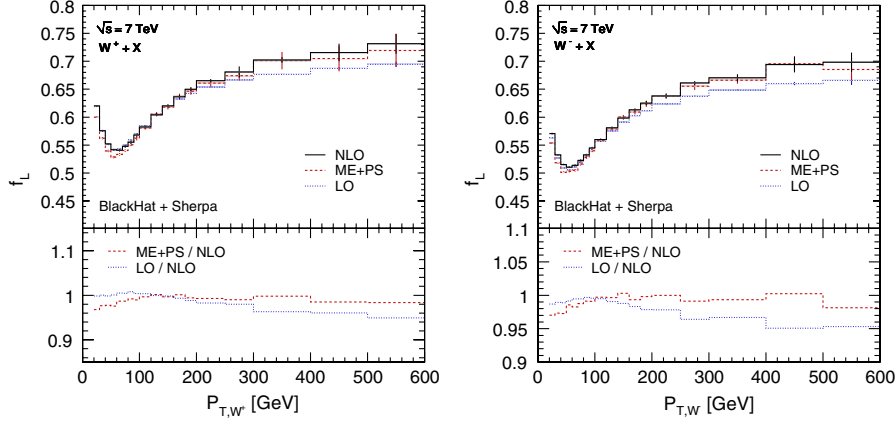 √s = 7 TeV
W⁺ + X
0.75
0.7
0.65
0.6
0.55
0.5
0.45
f_L
NLO
ME+PS
LO
BlackHat + Sherpa
1.1
1
0.9
ME+PS / NLO
LO / NLO
0 100 200 300 400 500 600
P_T,W⁺ [GeV]
√s = 7 TeV
W⁻ + X
0.75
0.7
0.65
0.6
0.55
0.5
0.45
f_L
NLO
ME+PS
LO
BlackHat + Sherpa
1.1
1.05
1
0.95
0.9
ME+PS / NLO
LO / NLO
0 100 200 300 400 500 600
P_T,W⁻ [GeV]